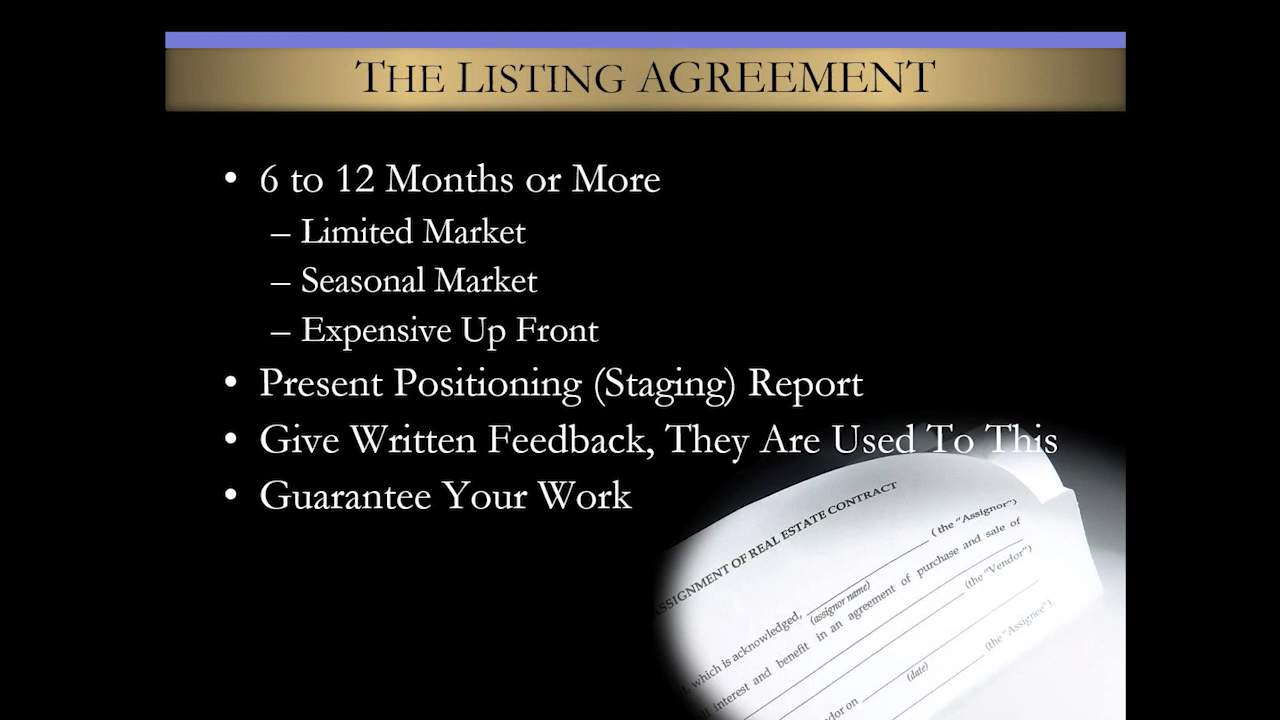 THE LISTING AGREEMENT
• 6 to 12 Months or More
– Limited Market
– Seasonal Market
– Expensive Up Front
• Present Positioning (Staging) Report
• Give Written Feedback, They Are Used To This
• Guarantee Your Work
ASSIGNMENT OF REAL ESTATE CONTRACT
(the "Assignor")
which is acknowledged,
(assignor name)
interest and benefit in an agreement of purchase and sale of
(the "Vendor")
(the "Assignee").
on
(date)